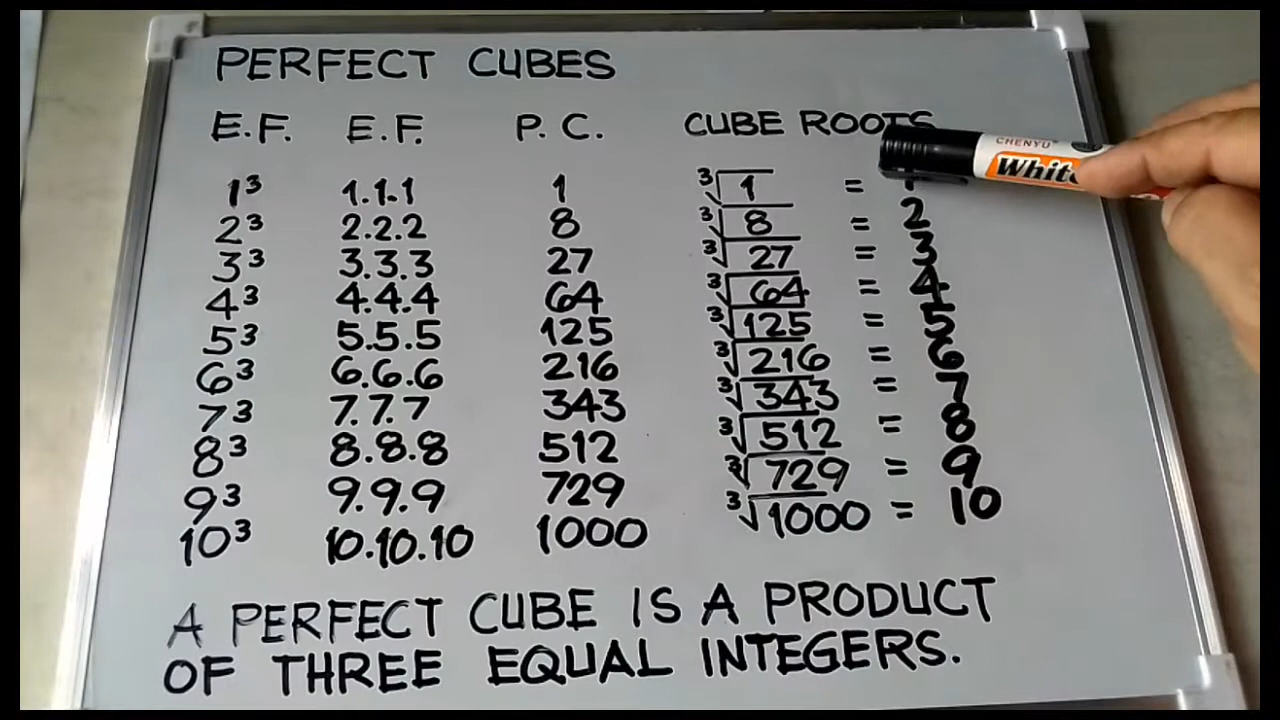 PERFECT CUBES
E.F. E.F. P. C. CUBE ROOTS
1³ 1.1.1 1 ³√1 = 1
2³ 2.2.2 8 ³√8 = 2
3³ 3.3.3 27 ³√27 = 3
4³ 4.4.4 64 ³√64 = 4
5³ 5.5.5 125 ³√125 = 5
6³ 6.6.6 216 ³√216 = 6
7³ 7.7.7 343 ³√343 = 7
8³ 8.8.8 512 ³√512 = 8
9³ 9.9.9 729 ³√729 = 9
10³ 10.10.10 1000 ³√1000 = 10
A PERFECT CUBE IS A PRODUCT
OF THREE EQUAL INTEGERS.
CHENYU